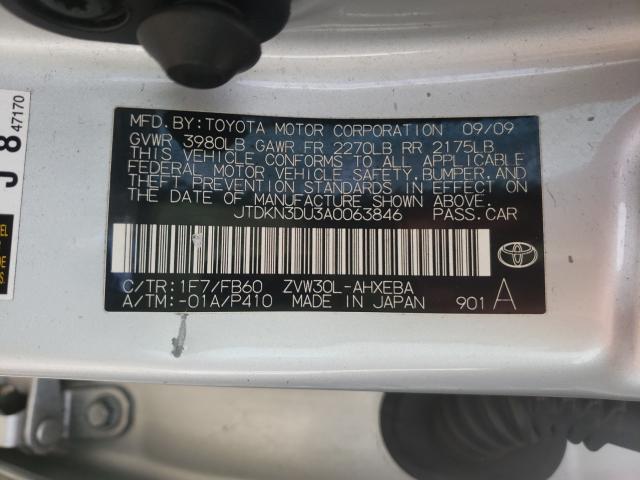 MFD. BY: TOYOTA MOTOR CORPORATION 09/09
GVWR 3980LB GAWR FR 2270LB RR 2175LB
THIS VEHICLE CONFORMS TO ALL APPLICABLE
FEDERAL MOTOR VEHICLE SAFETY, BUMPER, AND
THEFT PREVENTION STANDARDS IN EFFECT ON
THE DATE OF MANUFACTURE SHOWN ABOVE.
JTDKN3DU3A0063846 PASS. CAR
C/TR: 1F7/FB60 ZVW30L-AHXEBA
A/TM: -01A/P410 MADE IN JAPAN 901 A
J 8 47170